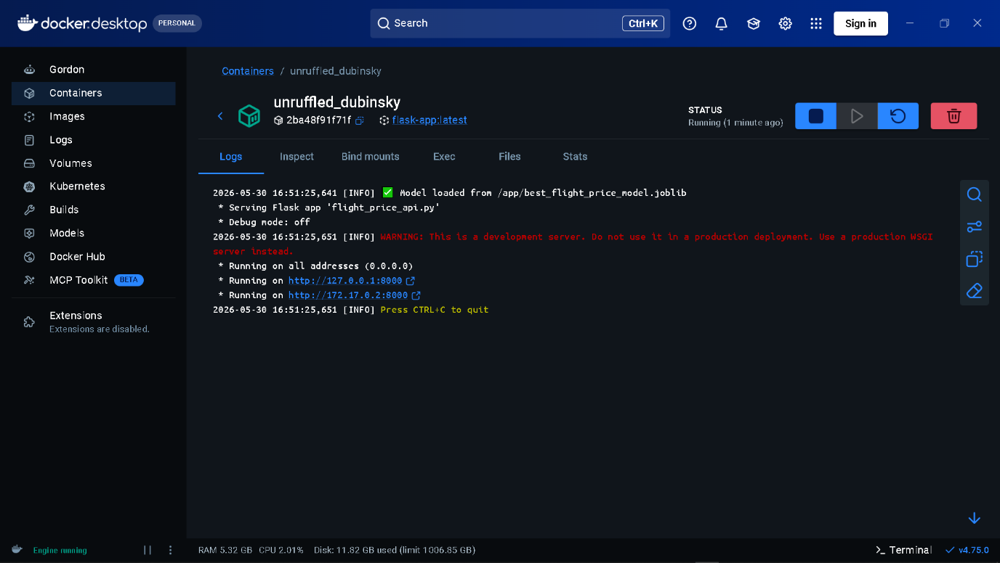 docker desktop PERSONAL
Search Ctrl+K
Sign in
Gordon
Containers
Images
Logs
Volumes
Kubernetes
Builds
Models
Docker Hub
MCP Toolkit BETA
Extensions
Extensions are disabled.
Containers / unruffled_dubinsky
unruffled_dubinsky
2ba48f91f71f flask-app:latest
STATUS
Running (1 minute ago)
Logs Inspect Bind mounts Exec Files Stats
2026-05-30 16:51:25,641 [INFO] ✅ Model loaded from /app/best_flight_price_model.joblib
* Serving Flask app 'flight_price_api.py'
* Debug mode: off
2026-05-30 16:51:25,651 [INFO] WARNING: This is a development server. Do not use it in a production deployment. Use a production WSGI
server instead.
* Running on all addresses (0.0.0.0)
* Running on http://127.0.0.1:8000
* Running on http://172.17.0.2:8000
2026-05-30 16:51:25,651 [INFO] Press CTRL+C to quit
Engine running
RAM 5.32 GB CPU 2.01% Disk: 11.82 GB used (limit 1006.85 GB)
Terminal
v4.75.0